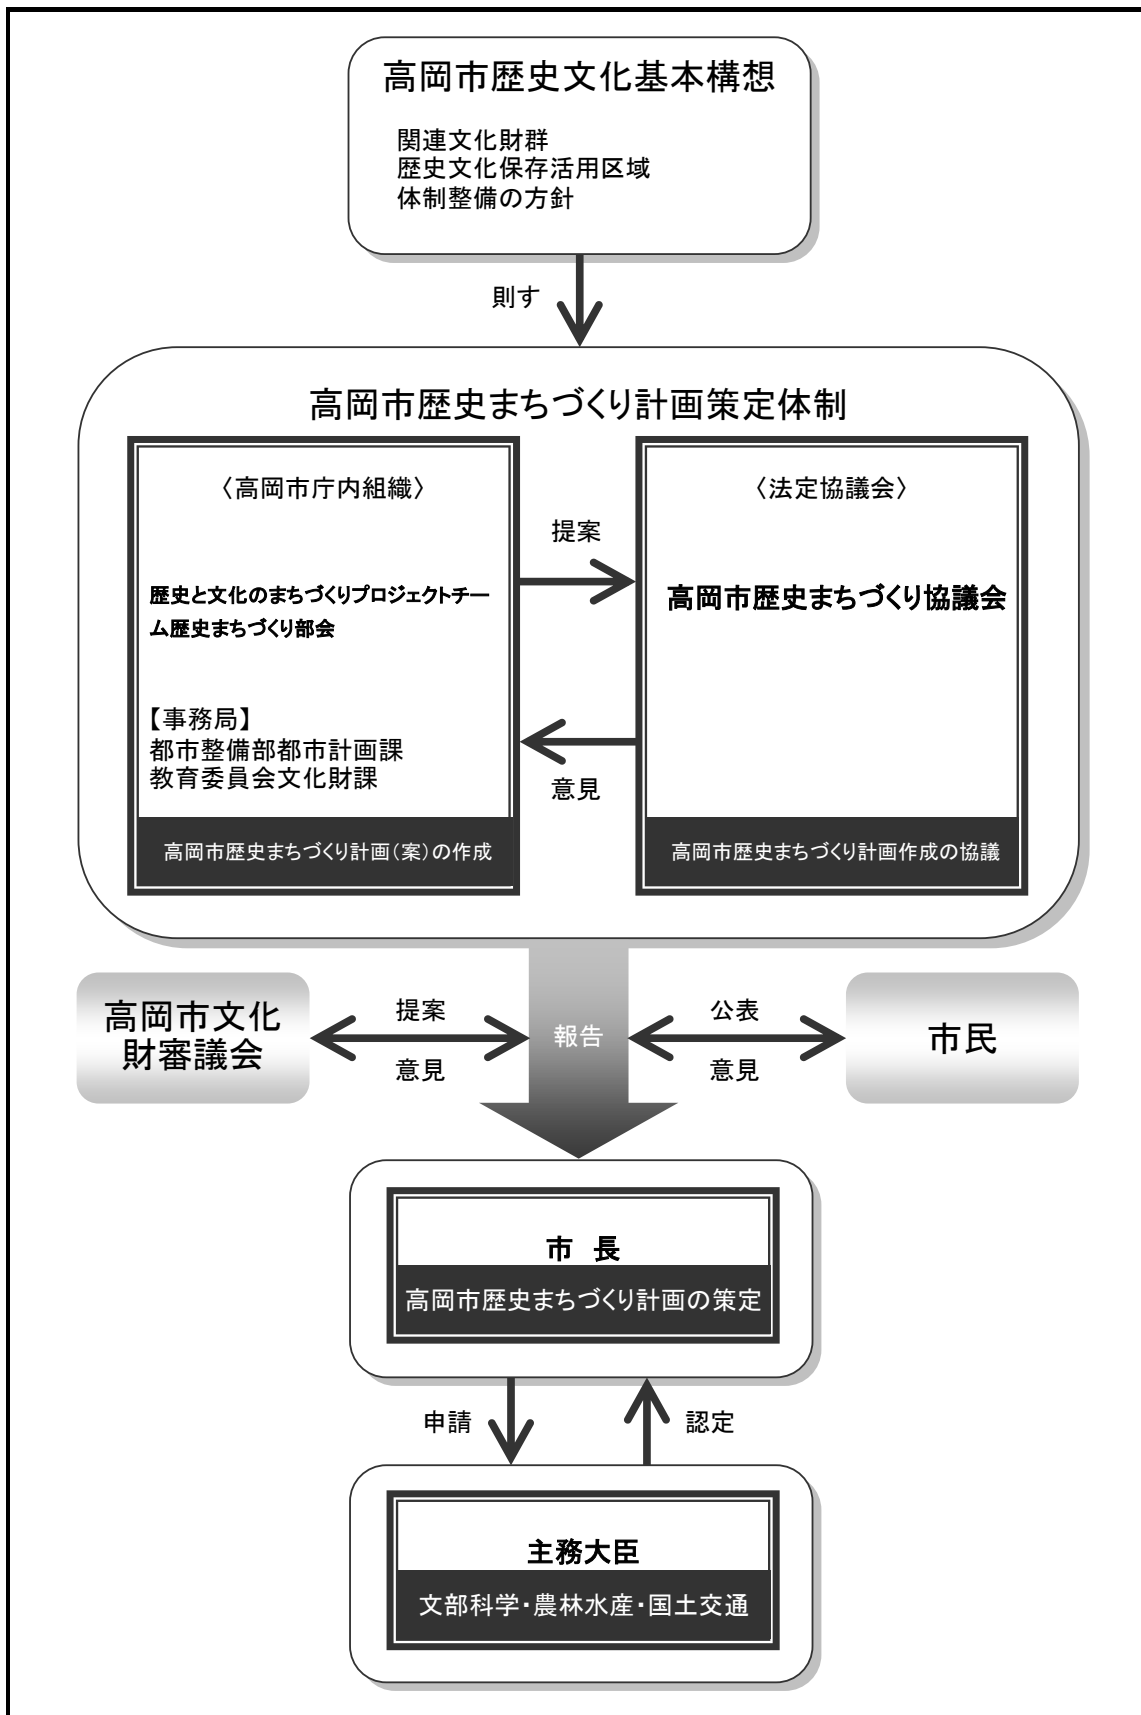 高岡市歴史文化基本構想
関連文化財群
歴史文化保存活用区域
体制整備の方針
則す
高岡市歴史まちづくり計画策定体制
〈高岡市庁内組織〉
歴史と文化のまちづくりプロジェクトチー
ム歴史まちづくり部会
【事務局】
都市整備部都市計画課
教育委員会文化財課
高岡市歴史まちづくり計画(案)の作成
提案
意見
〈法定協議会〉
高岡市歴史まちづくり協議会
高岡市歴史まちづくり計画作成の協議
高岡市文化
財審議会
提案
意見
報告
公表
意見
市民
市 長
高岡市歴史まちづくり計画の策定
申請
認定
主務大臣
文部科学・農林水産・国土交通